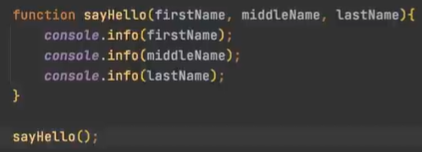 function sayHello(firstName, middleName, lastName){
    console.info(firstName);
    console.info(middleName);
    console.info(lastName);
}

sayHello();